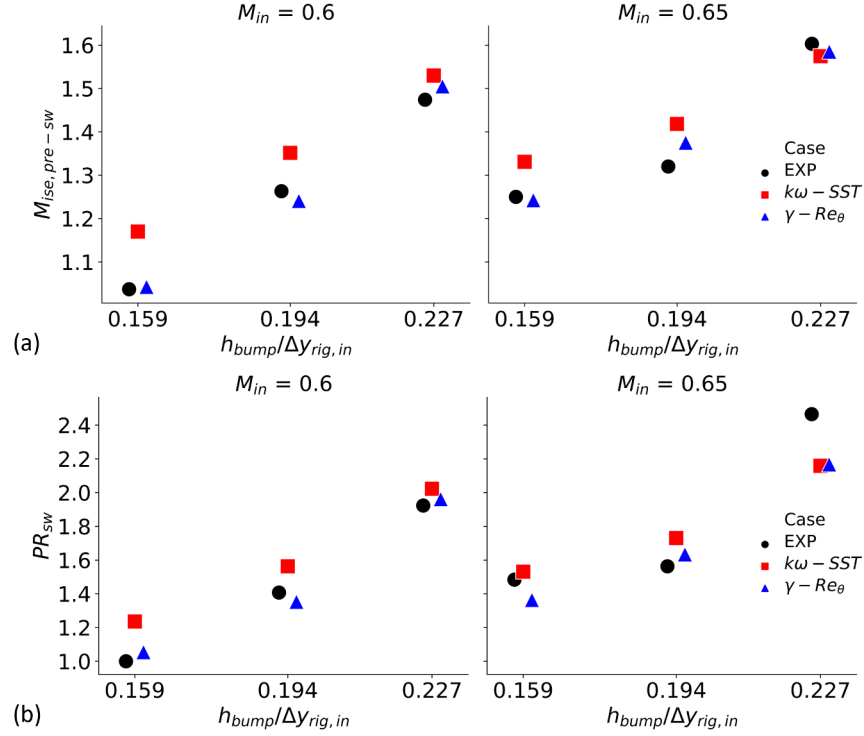 M_in = 0.6
M_in = 0.65
M_ise,pre−sw
1.6
1.5
1.4
1.3
1.2
1.1
Case
EXP
kω − SST
γ − Re_θ
0.159
0.194
0.227
0.159
0.194
0.227
(a)
h_bump/Δy_rig,in
h_bump/Δy_rig,in
M_in = 0.6
M_in = 0.65
PR_sw
2.4
2.2
2.0
1.8
1.6
1.4
1.2
1.0
Case
EXP
kω − SST
γ − Re_θ
0.159
0.194
0.227
0.159
0.194
0.227
(b)
h_bump/Δy_rig,in
h_bump/Δy_rig,in